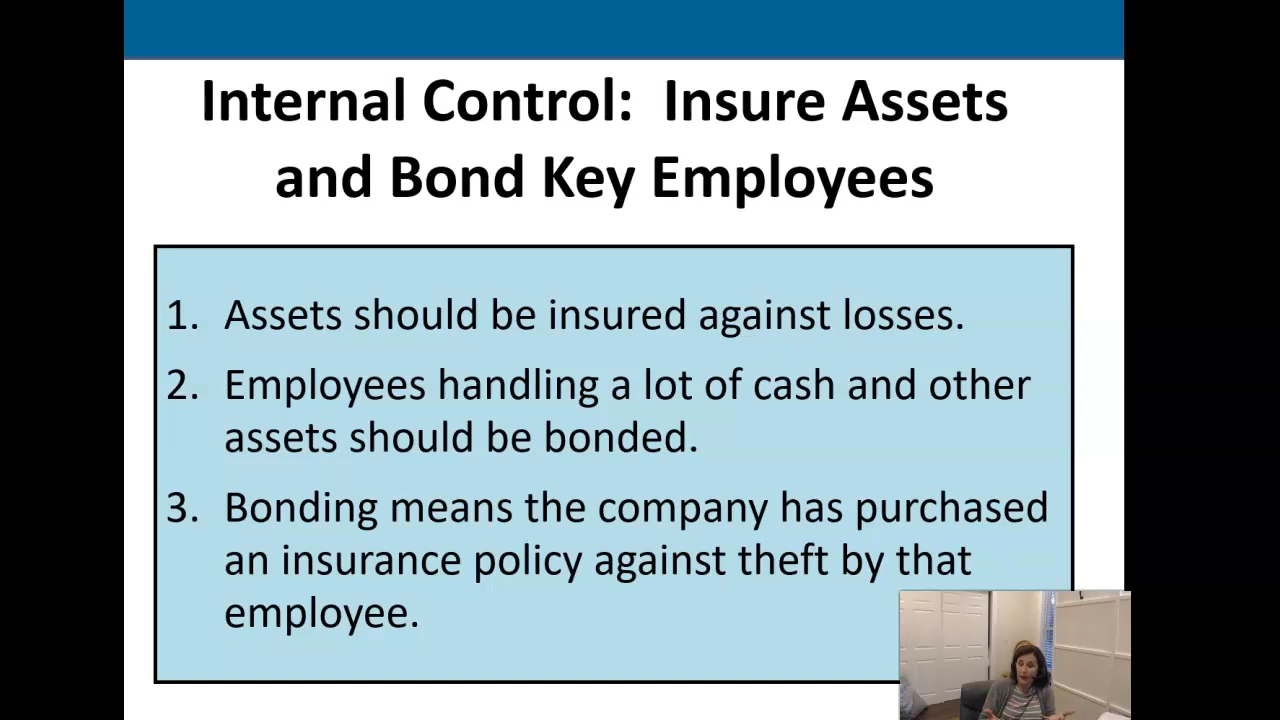 Internal Control:  Insure Assets
and Bond Key Employees
1. Assets should be insured against losses.
2. Employees handling a lot of cash and other
assets should be bonded.
3. Bonding means the company has purchased
an insurance policy against theft by that
employee.